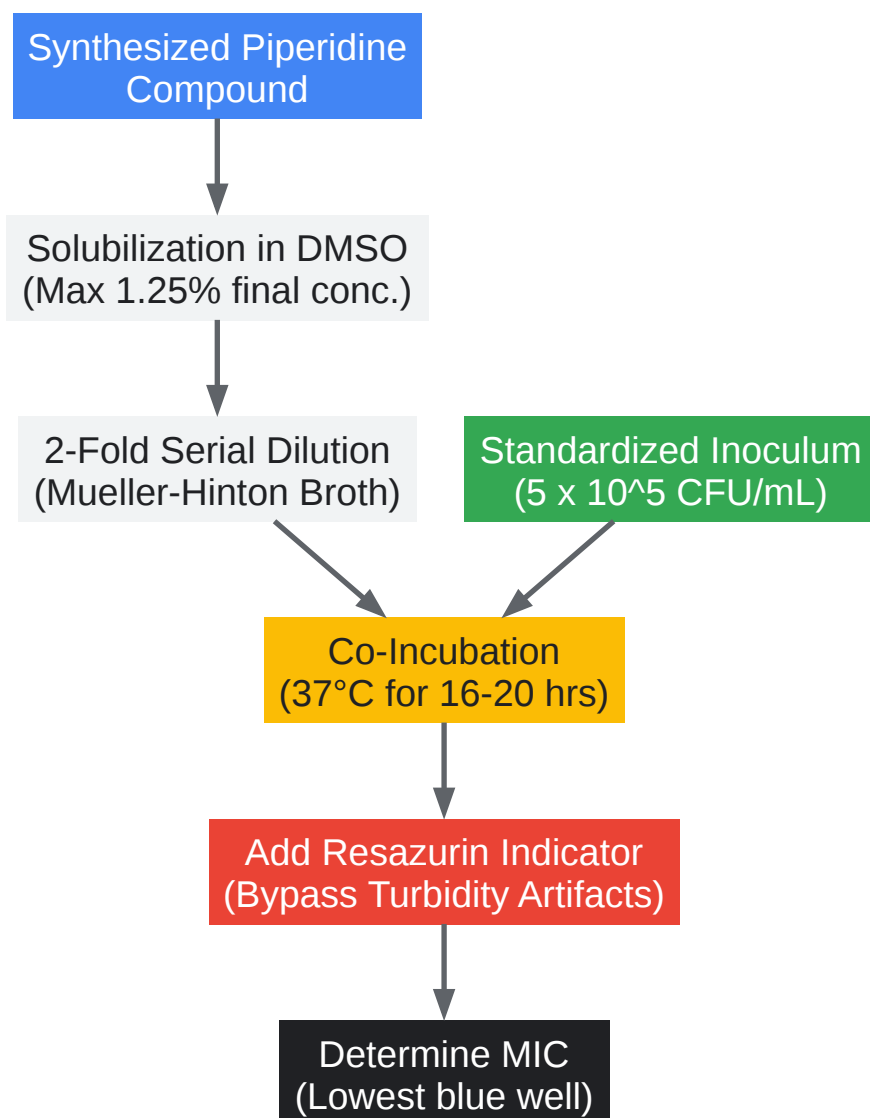 Synthesized Piperidine
Compound
Solubilization in DMSO
(Max 1.25% final conc.)
2-Fold Serial Dilution
(Mueller-Hinton Broth)
Standardized Inoculum
(5 x 10^5 CFU/mL)
Co-Incubation
(37°C for 16-20 hrs)
Add Resazurin Indicator
(Bypass Turbidity Artifacts)
Determine MIC
(Lowest blue well)